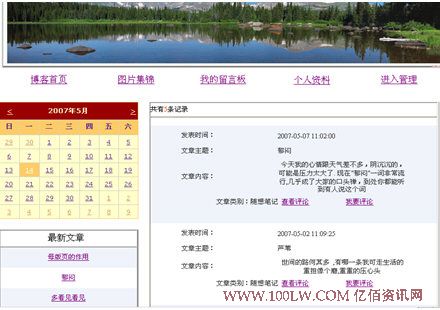 博客首页 图片集锦 我的留言板 个人资料 进入管理
< 2007年5月 >
日 一 二 三 四 五 六
29 30 1 2 3 4 5
6 7 8 9 10 11 12
13 14 15 16 17 18 19
20 21 22 23 24 25 26
27 28 29 30 31 1 2
3 4 5 6 7 8 9
最新文章
母版页的作用
郁闷
多看见看见
共有5条记录
发表时间： 2007-05-07 11:02:00
文章主题： 郁闷
文章内容： 今天我的心情跟天气差不多，阴沉沉的，
可能是压力太大了.现在"郁闷"一词非常流
行,几乎成了大家的口头禅，到处你都能听
到有人说这个词
文章类别：随想笔记 查看评论 我要评论
发表时间： 2007-05-02 11:09:25
文章主题： 芦苇
文章内容： 世间的路何其多 ,有哪一条我可走生活的
重担像个磨,重重的压心头
文章类别：随想笔记 查看评论 我要评论
WWW.100LW.COM 亿佰资讯网